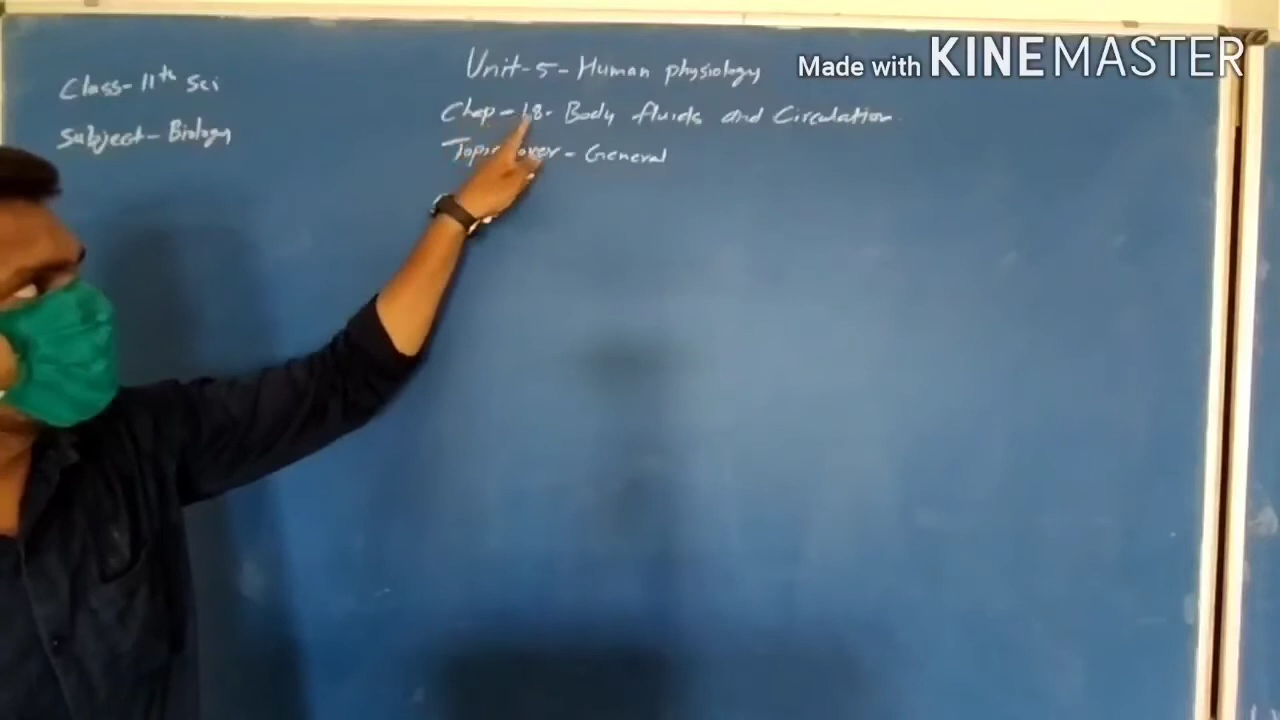 Class-11th Sci
Subject-Biology
Unit-5-Human physiology
Chap-18-Body fluids and Circulation
- General
Made with KINEMASTER